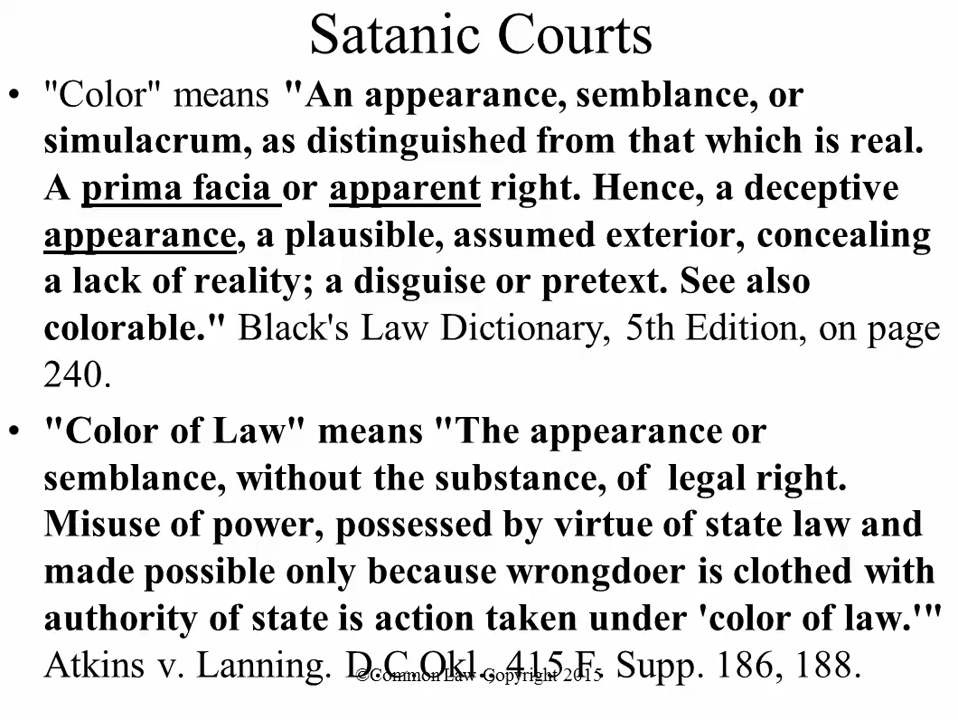 Satanic Courts
• "Color" means "An appearance, semblance, or
simulacrum, as distinguished from that which is real.
A prima facia or apparent right. Hence, a deceptive
appearance, a plausible, assumed exterior, concealing
a lack of reality; a disguise or pretext. See also
colorable." Black's Law Dictionary, 5th Edition, on page
240.
• "Color of Law" means "The appearance or
semblance, without the substance, of legal right.
Misuse of power, possessed by virtue of state law and
made possible only because wrongdoer is clothed with
authority of state is action taken under 'color of law.'"
Atkins v. Lanning. D.C.Okl., 415 F. Supp. 186, 188.
©Common Law Copyright 2015